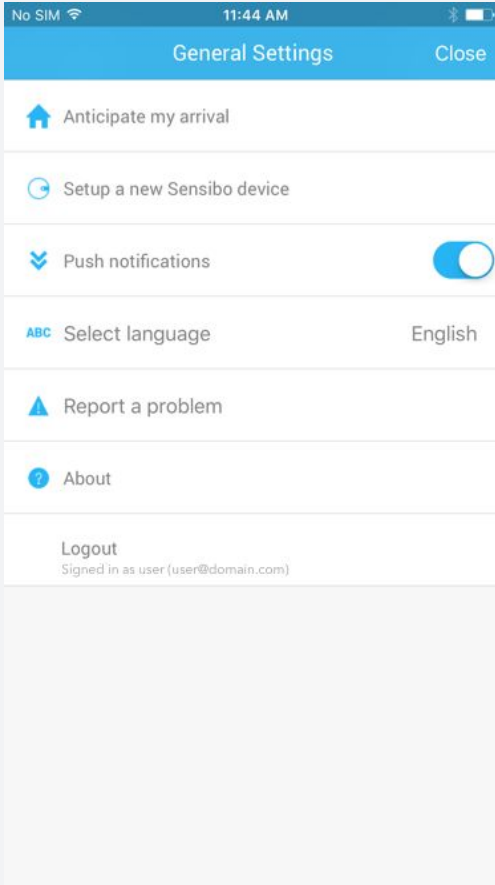 No SIM 11:44 AM
General Settings Close
Anticipate my arrival
Setup a new Sensibo device
Push notifications
ABC Select language English
Report a problem
? About
Logout
Signed in as user (user@domain.com)